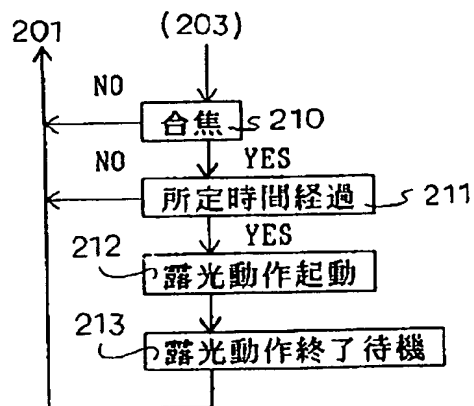 201
(203)
NO
合焦 210
YES
NO
所定時間経過 211
YES
212 露光動作起動
213 露光動作終了待機